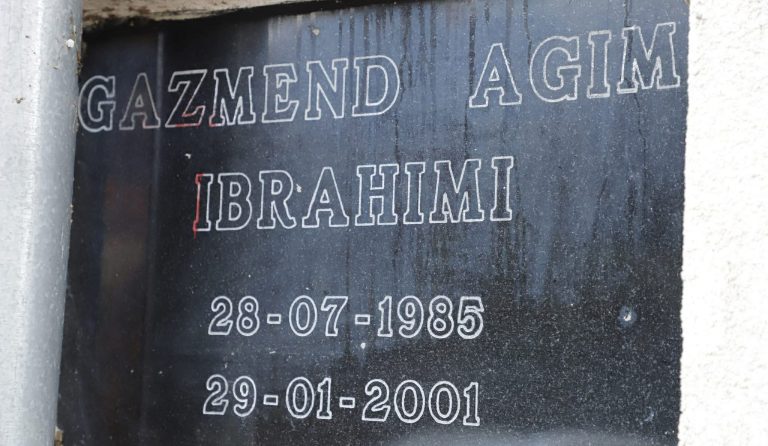 GAZMEND AGIM
IBRAHIMI
28-07-1985
29-01-2001